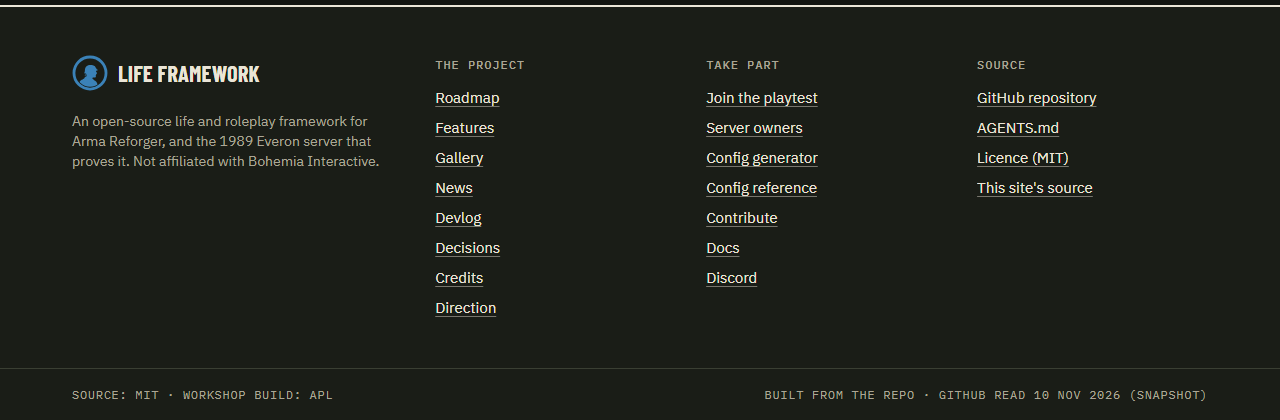 LIFE FRAMEWORK
An open-source life and roleplay framework for
Arma Reforger, and the 1989 Everon server that
proves it. Not affiliated with Bohemia Interactive.
THE PROJECT
Roadmap
Features
Gallery
News
Devlog
Decisions
Credits
Direction
TAKE PART
Join the playtest
Server owners
Config generator
Config reference
Contribute
Docs
Discord
SOURCE
GitHub repository
AGENTS.md
Licence (MIT)
This site's source
SOURCE: MIT · WORKSHOP BUILD: APL
BUILT FROM THE REPO · GITHUB READ 10 NOV 2026 (SNAPSHOT)